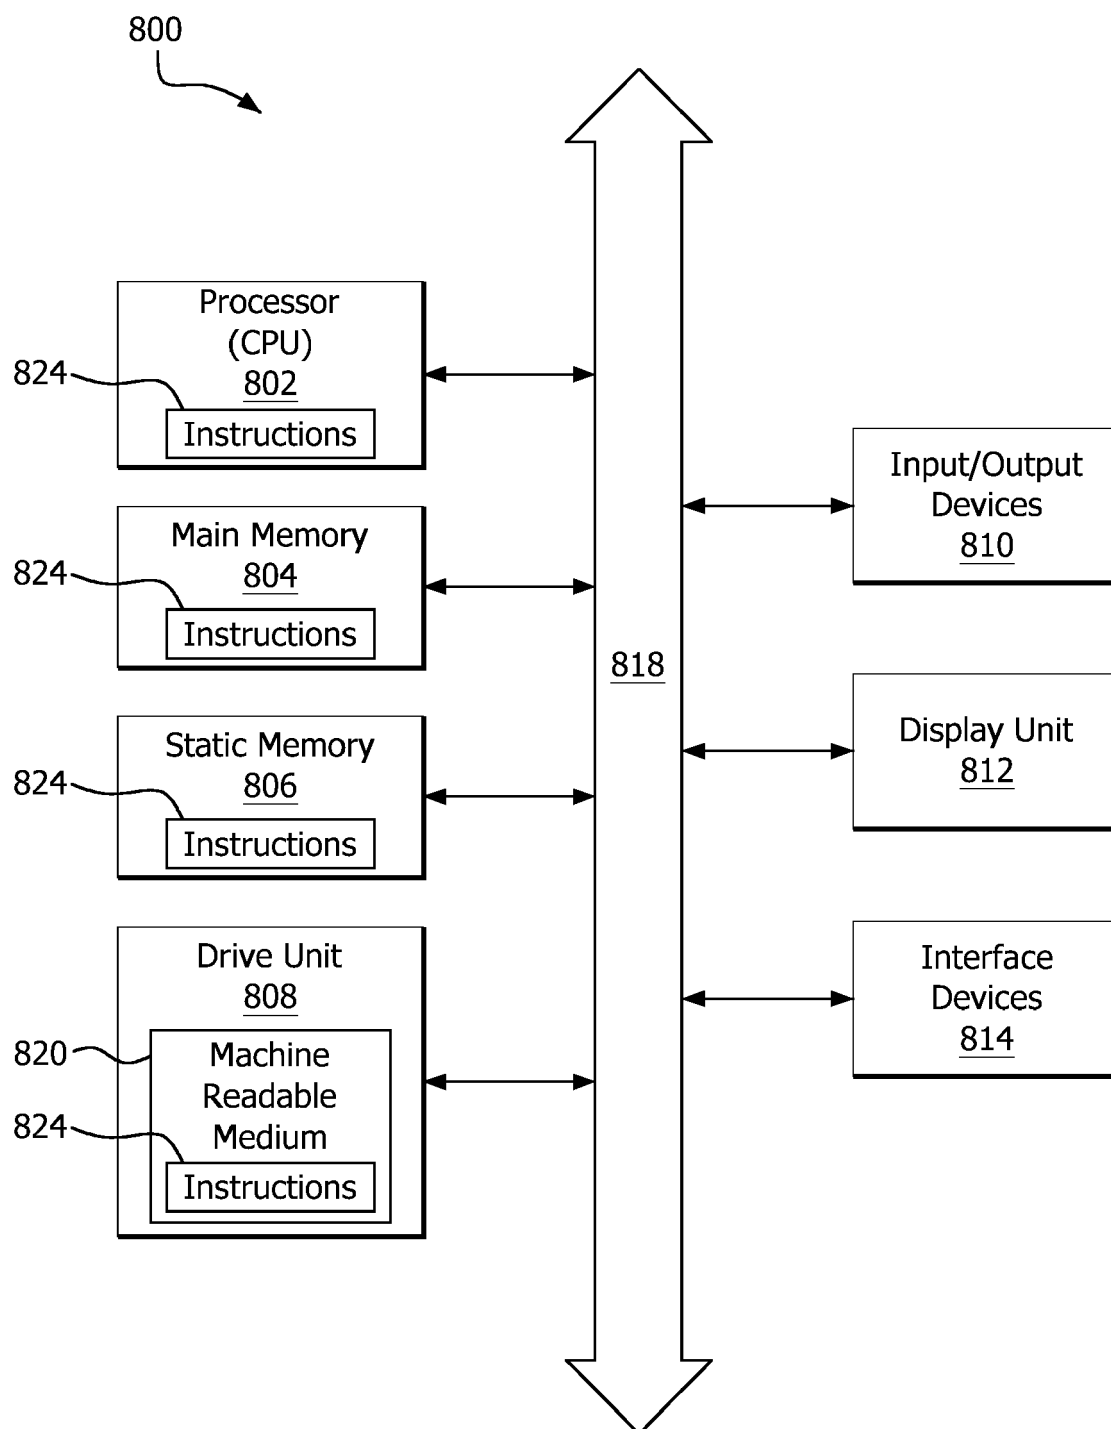 800
Processor
(CPU)
802
824
Instructions
Main Memory
804
824
Instructions
Static Memory
806
824
Instructions
Drive Unit
808
820
Machine
Readable
Medium
824
Instructions
818
Input/Output
Devices
810
Display Unit
812
Interface
Devices
814